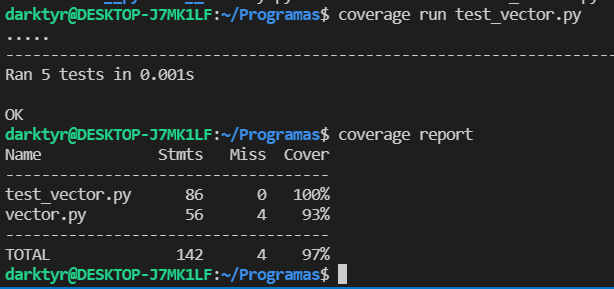 darktyr@DESKTOP-J7MK1LF:~/Programas$ coverage run test_vector.py
.....
----------------------------------------------------------------------
Ran 5 tests in 0.001s
OK
darktyr@DESKTOP-J7MK1LF:~/Programas$ coverage report
Name             Stmts   Miss  Cover
------------------------------------
test_vector.py      86      0   100%
vector.py           56      4    93%
------------------------------------
TOTAL              142      4    97%
darktyr@DESKTOP-J7MK1LF:~/Programas$